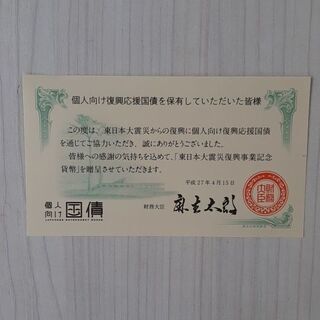 個人向け復興応援国債を保有していただいた皆様
この度は、東日本大震災からの復興に個人向け復興応援国債
を通じてご協力いただき、誠にありがとうございました。
皆様への感謝の気持ちを込めて、「東日本大震災復興事業記念
貨幣」を贈呈させていただきます。
平成27年4月15日
財務大臣 麻生太郎
個人向け国債
JAPANESE GOVERNMENT BONDS
財務大臣